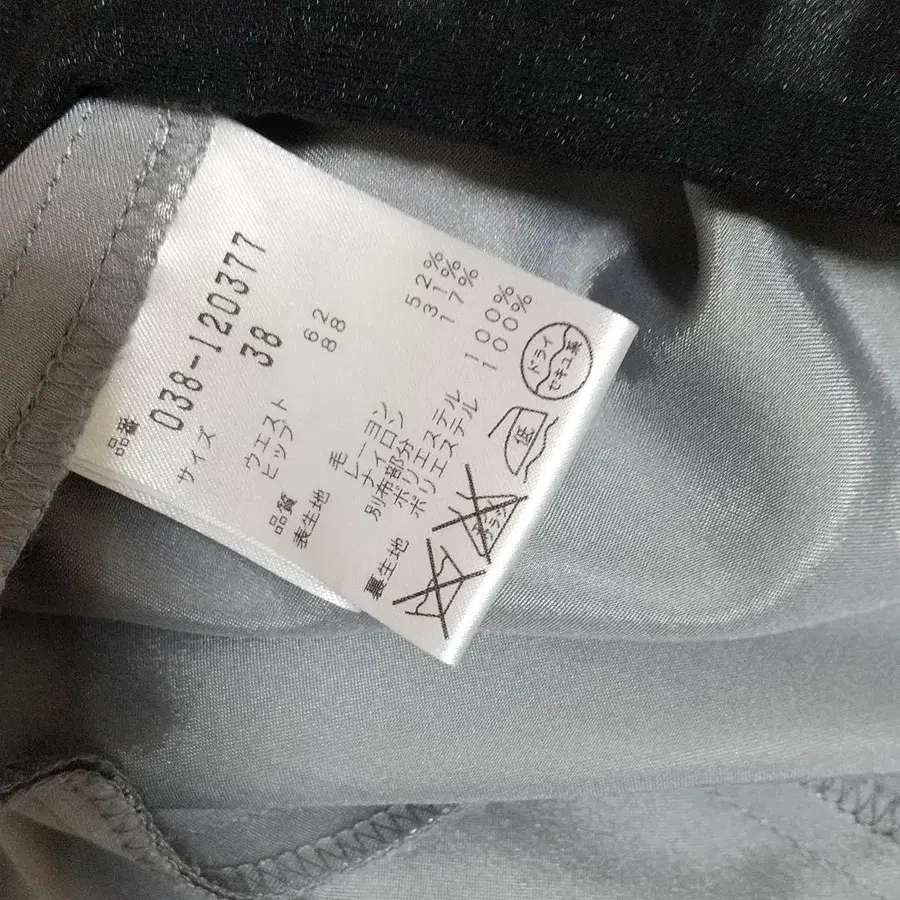 品番 038-120377
サイズ 38
ウエスト 62
ヒップ 88
品質
表生地 毛 52%
レーヨン 31%
ナイロン 17%
別布部分
ポリエステル 100%
裏生地 ポリエステル 100%
ドライ
セキユ系
低